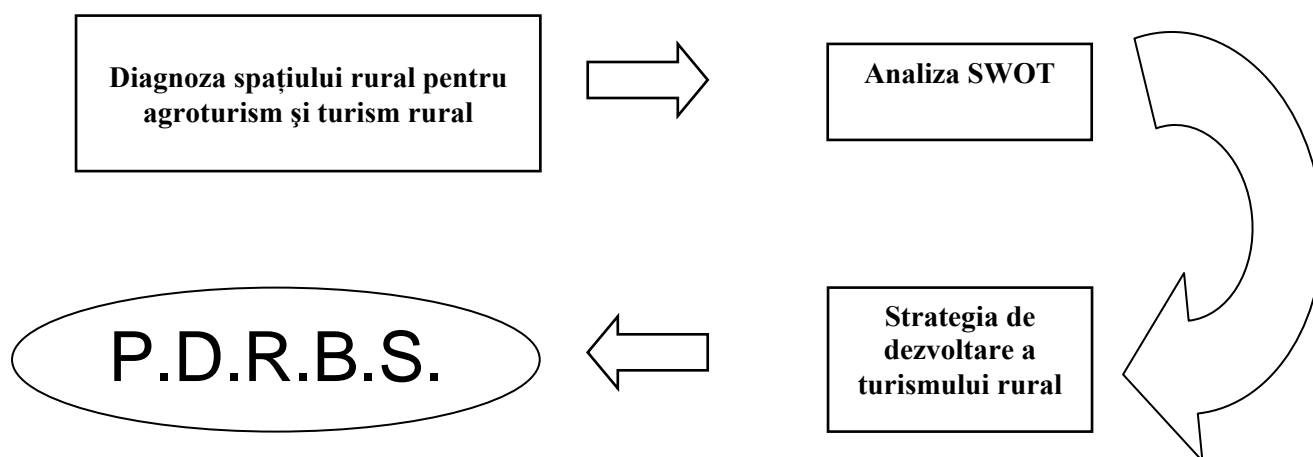 Diagnoza spațiului rural pentru
agroturism şi turism rural
Analiza SWOT
Strategia de
dezvoltare a
turismului rural
P.D.R.B.S.